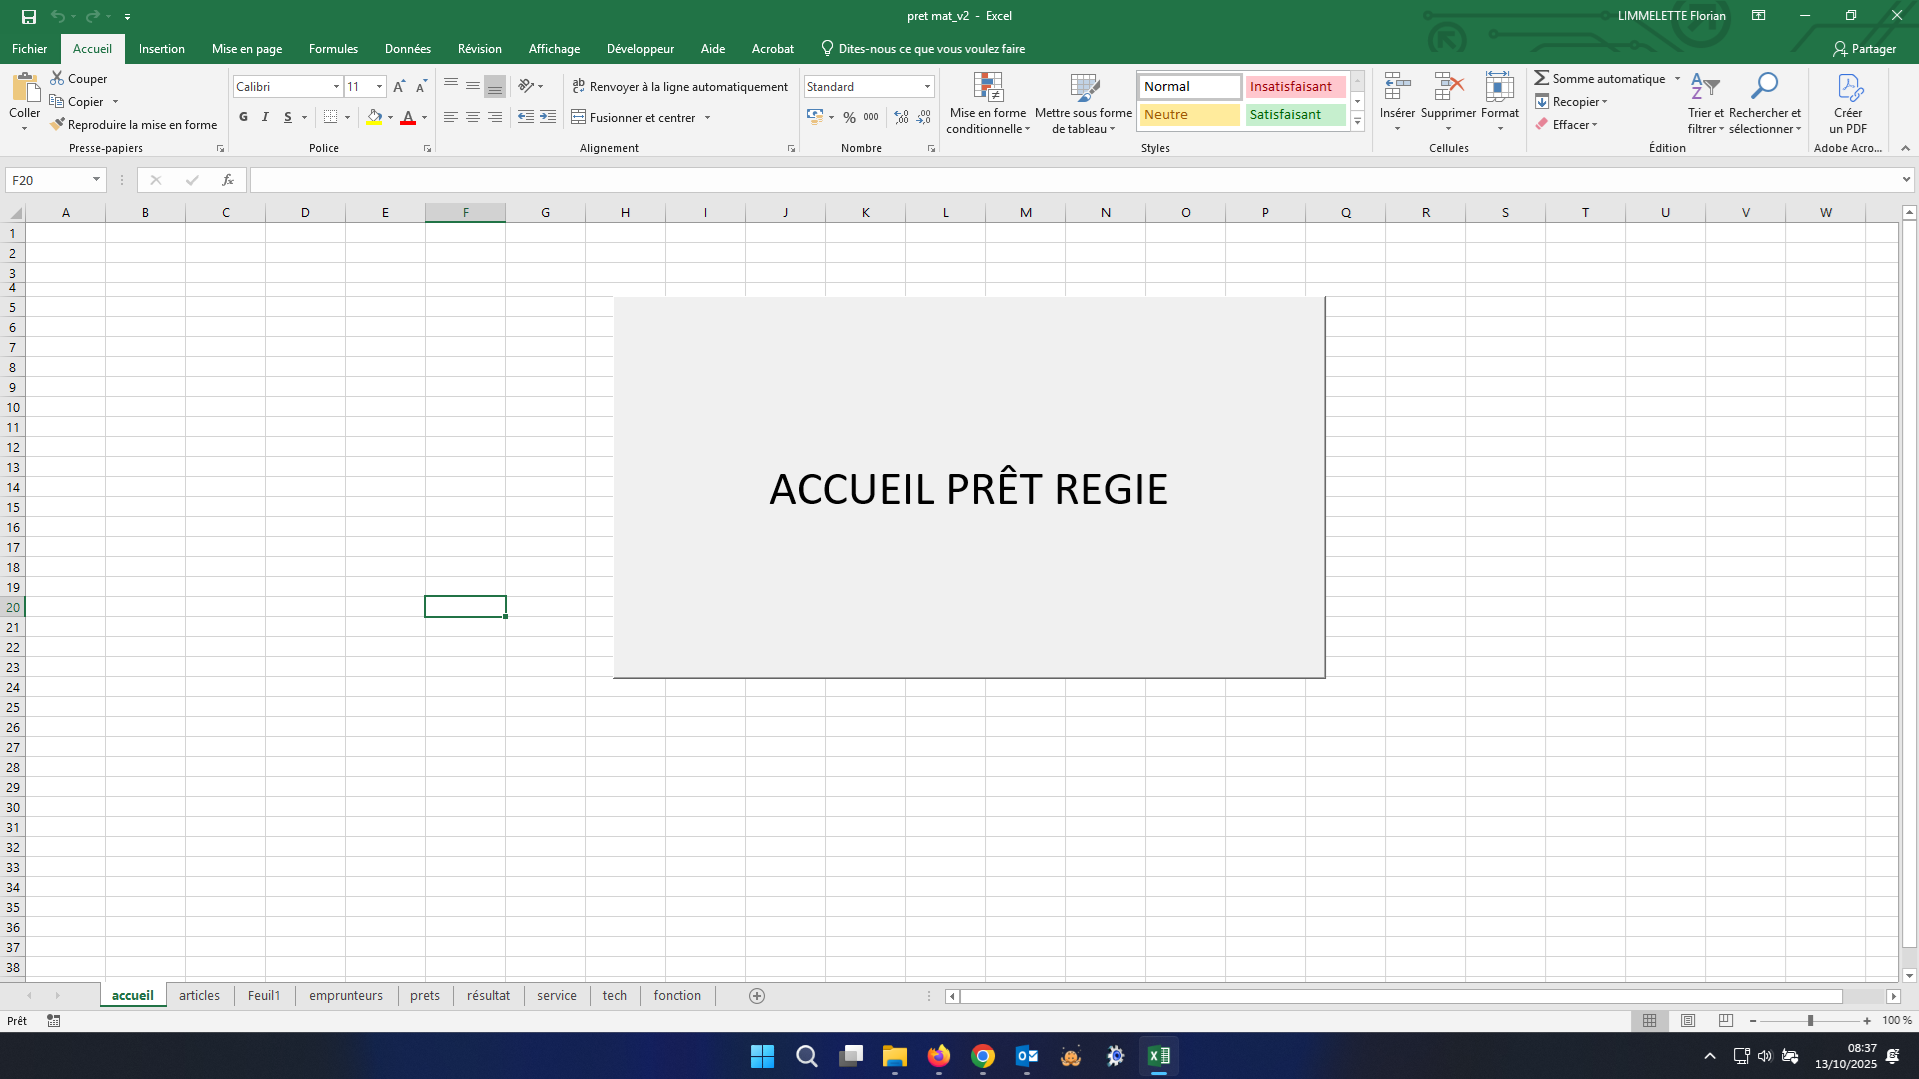 pret mat_v2 - Excel
LIMMELETTE Florian
Fichier Accueil Insertion Mise en page Formules Données Révision Affichage Développeur Aide Acrobat Dites-nous ce que vous voulez faire Partager
Coller
Couper
Copier
Reproduire la mise en forme
Presse-papiers
Calibri 11
G I S
Police
Renvoyer à la ligne automatiquement
Fusionner et centrer
Alignement
Standard
% 000 ,00 ,00
Nombre
Mise en forme
conditionnelle
Mettre sous forme
de tableau
Normal Insatisfaisant
Neutre Satisfaisant
Styles
Insérer Supprimer Format
Cellules
Somme automatique
Recopier
Effacer
Trier et
filtrer
Rechercher et
sélectionner
Édition
Créer
un PDF
Adobe Acro...
F20 fx
A B C D E F G H I J K L M N O P Q R S T U V W
1
2
3
4
5
6
7
8
9
10
11
12
13
14
15
16
17
18
19
20
21
22
23
24
25
26
27
28
29
30
31
32
33
34
35
36
37
38
ACCUEIL PRÊT REGIE
accueil articles Feuil1 emprunteurs prets résultat service tech fonction
Prêt
100 %
08:37
13/10/2025